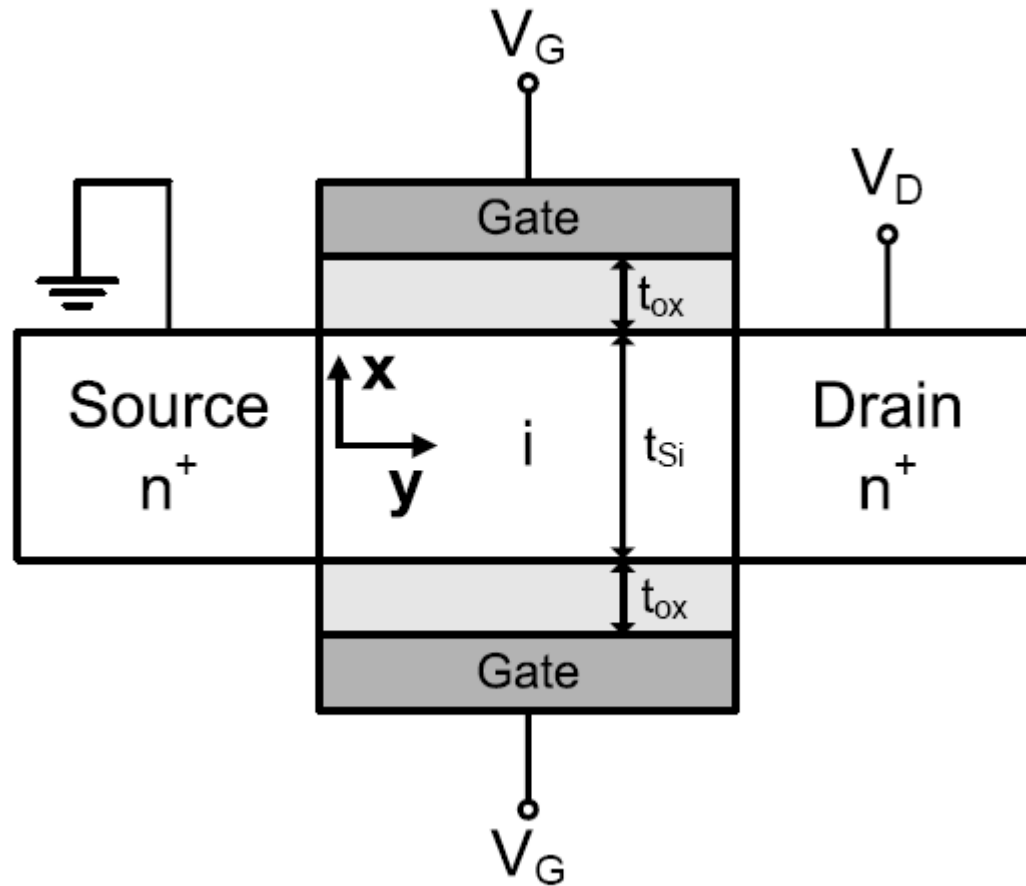 V_G
V_D
Gate
t_ox
Source
n^+
x
y
i
t_Si
Drain
n^+
t_ox
Gate
V_G